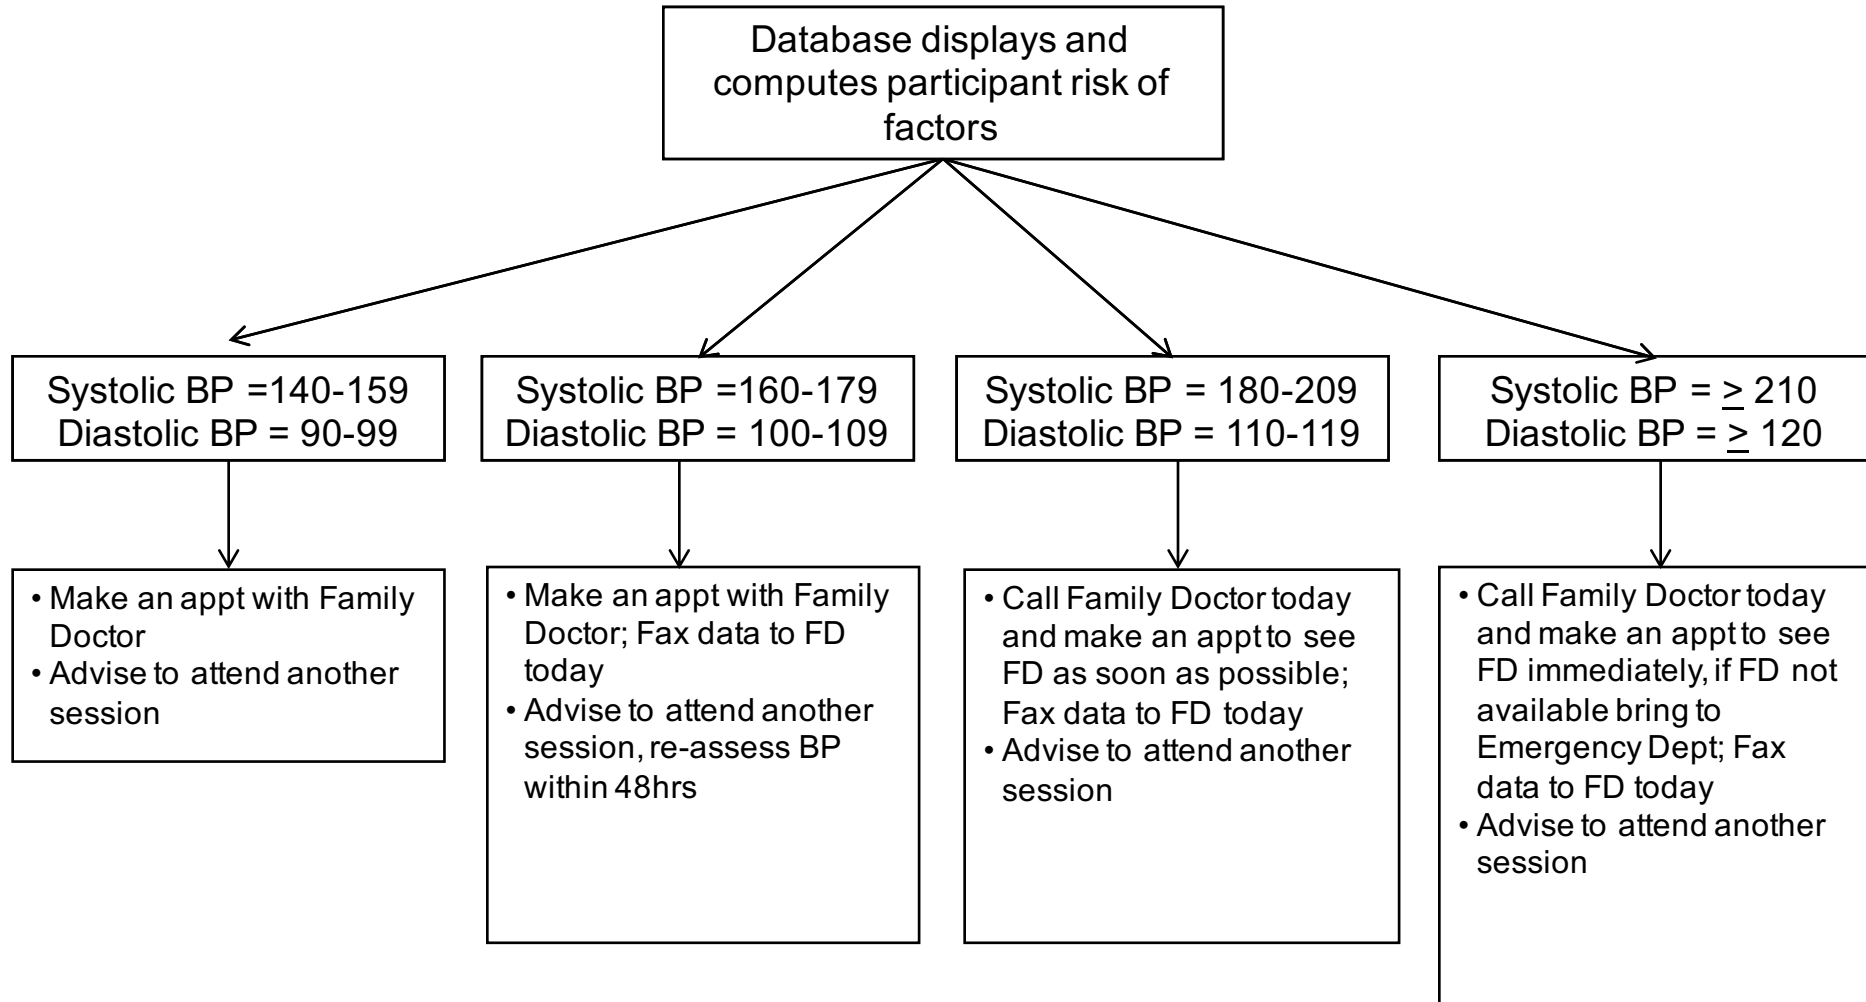 Database displays and
computes participant risk of
factors
Systolic BP =140-159
Diastolic BP = 90-99
Systolic BP =160-179
Diastolic BP = 100-109
Systolic BP = 180-209
Diastolic BP = 110-119
Systolic BP = ≥ 210
Diastolic BP = ≥ 120
• Make an appt with Family
Doctor
• Advise to attend another
session
• Make an appt with Family
Doctor; Fax data to FD
today
• Advise to attend another
session, re-assess BP
within 48hrs
• Call Family Doctor today
and make an appt to see
FD as soon as possible;
Fax data to FD today
• Advise to attend another
session
• Call Family Doctor today
and make an appt to see
FD immediately, if FD not
available bring to
Emergency Dept; Fax
data to FD today
• Advise to attend another
session